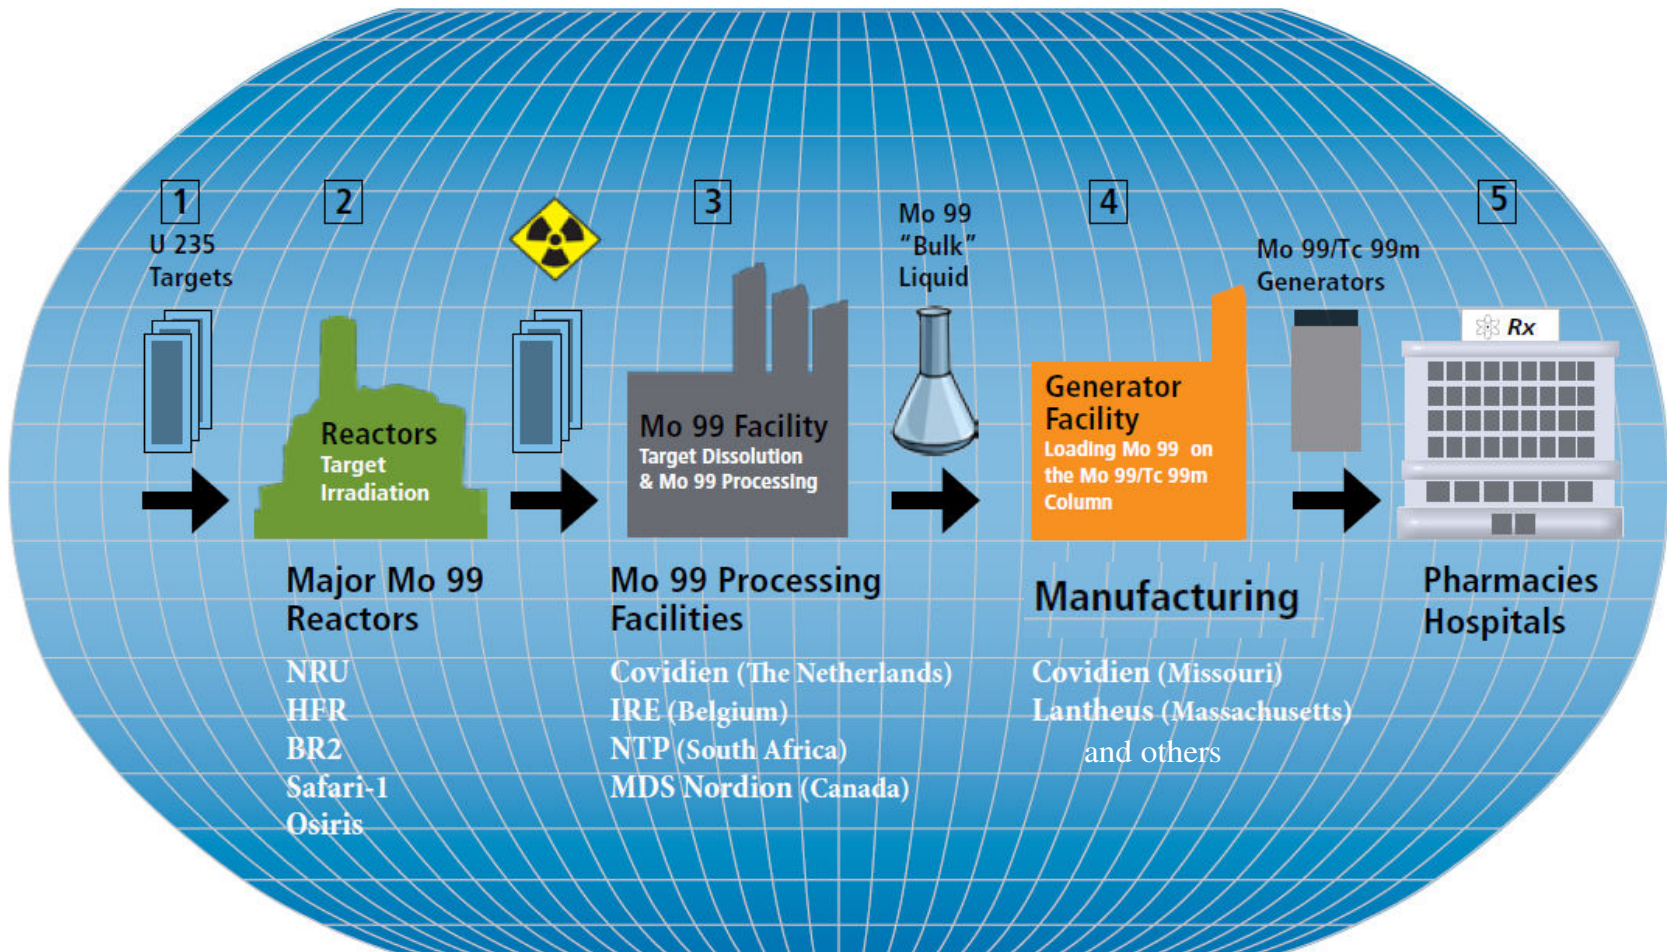 1
U 235
Targets
2
Reactors
Target
Irradiation
Major Mo 99
Reactors
NRU
HFR
BR2
Safari-1
Osiris
3
Mo 99 Facility
Target Dissolution
& Mo 99 Processing
Mo 99 Processing
Facilities
Covidien (The Netherlands)
IRE (Belgium)
NTP (South Africa)
MDS Nordion (Canada)
Mo 99
“Bulk”
Liquid
4
Generator
Facility
Loading Mo 99 on
the Mo 99/Tc 99m
Column
Manufacturing
Covidien (Missouri)
Lantheus (Massachusetts)
and others
Mo 99/Tc 99m
Generators
5
Rx
Pharmacies
Hospitals